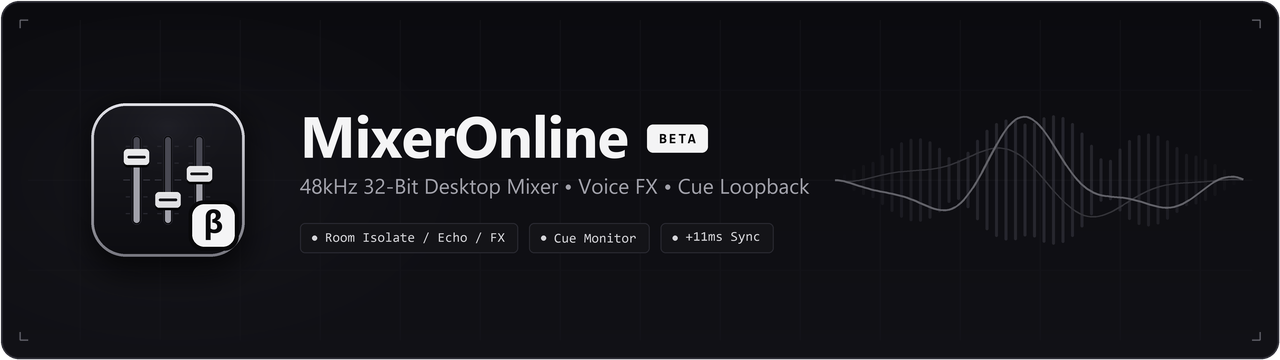 β
MixerOnline BETA
48kHz 32-Bit Desktop Mixer • Voice FX • Cue Loopback
• Room Isolate / Echo / FX • Cue Monitor • +11ms Sync